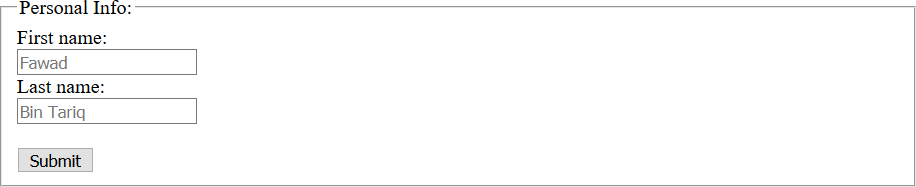 Personal Info:
First name:
Fawad
Last name:
Bin Tariq
Submit